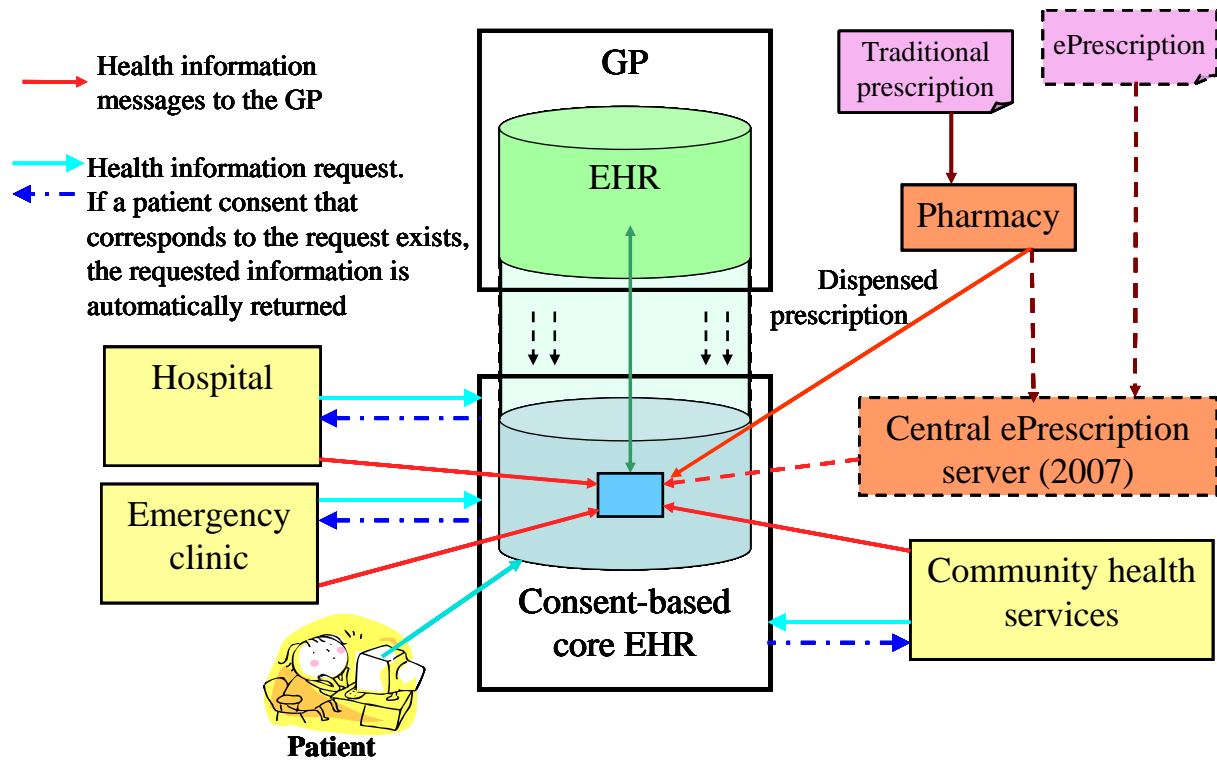 Health information
messages to the GP
Health information request.
If a patient consent that
corresponds to the request exists,
the requested information is
automatically returned
GP
EHR
Traditional
prescription
ePrescription
Pharmacy
Dispensed
prescription
Hospital
Emergency
clinic
Central ePrescription
server (2007)
Community health
services
Consent-based
core EHR
Patient